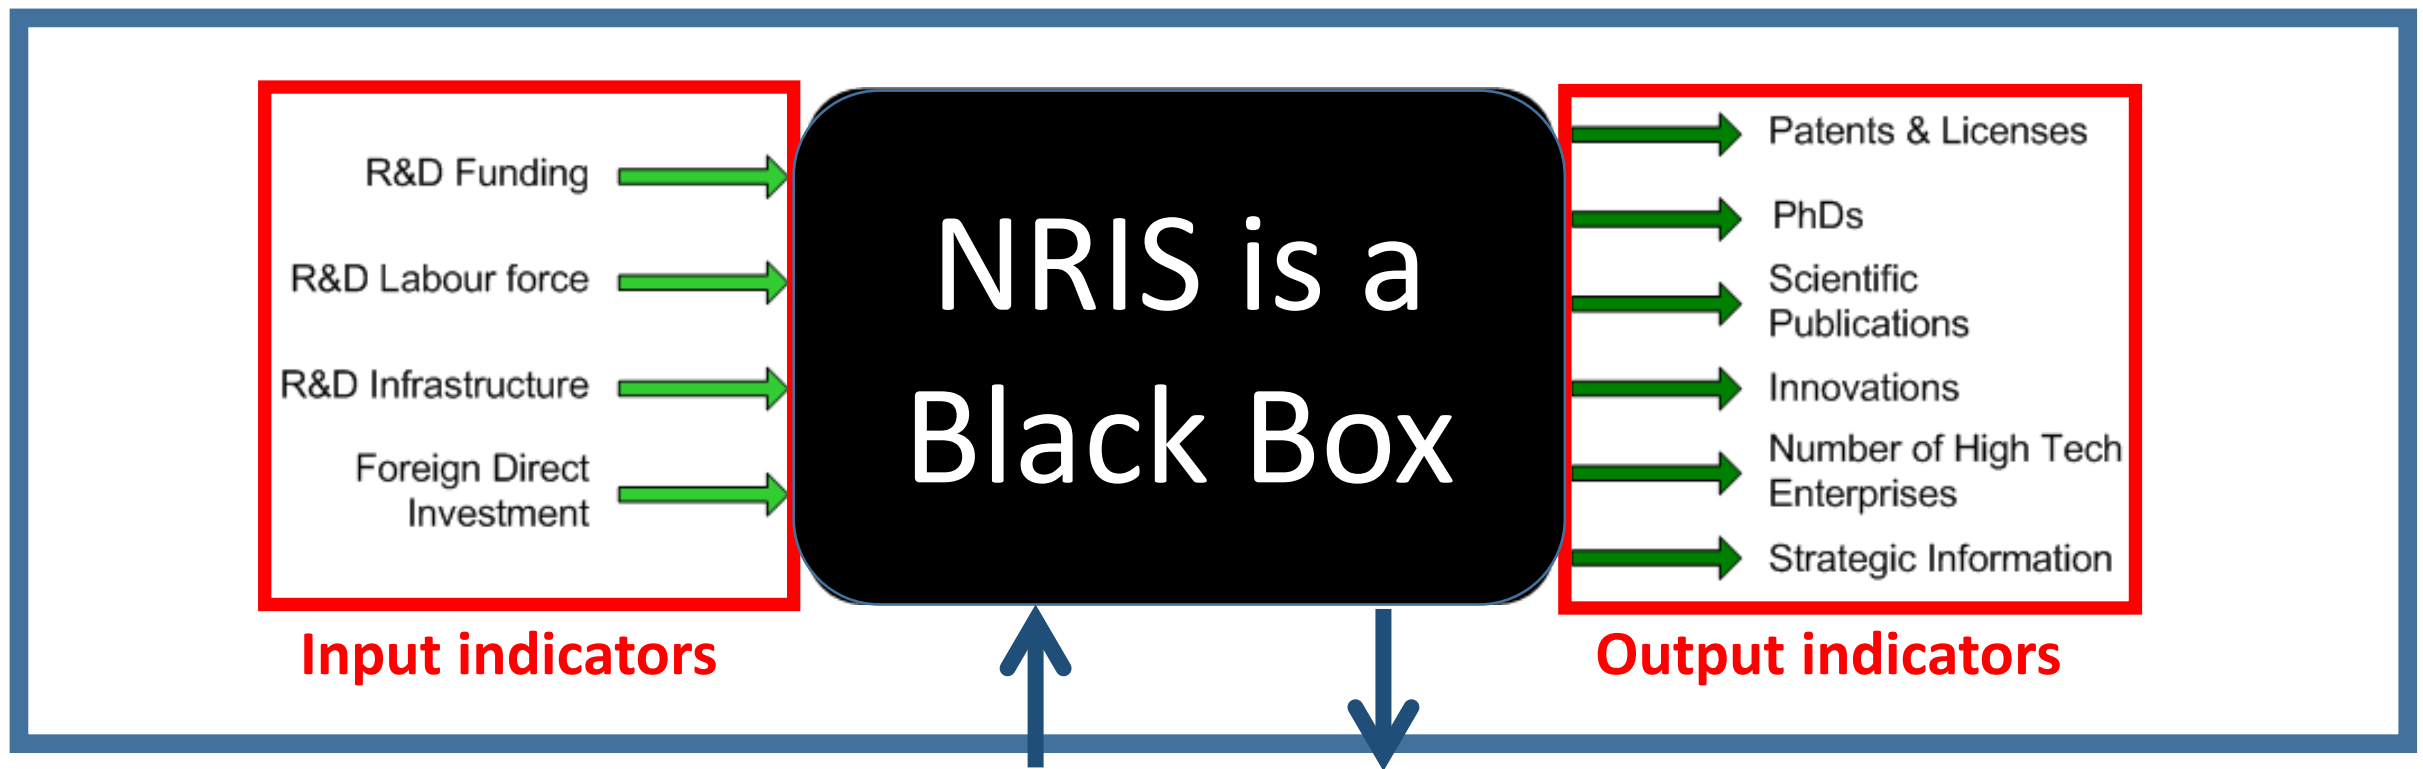 R&D Funding
R&D Labour force
R&D Infrastructure
Foreign Direct
Investment
Input indicators
NRIS is a
Black Box
Patents & Licenses
PhDs
Scientific
Publications
Innovations
Number of High Tech
Enterprises
Strategic Information
Output indicators